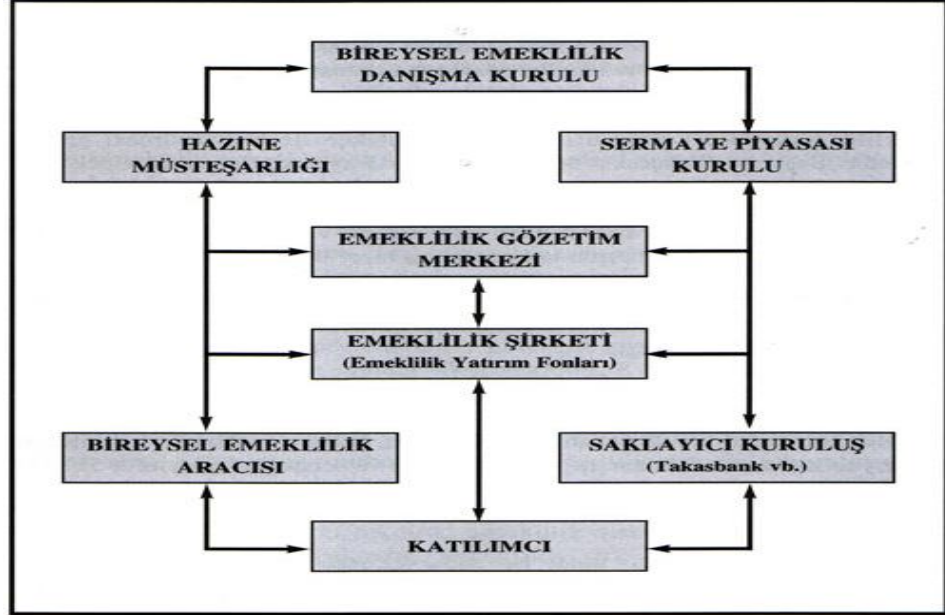 BİREYSEL EMEKLİLİK
DANIŞMA KURULU
HAZİNE
MÜSTEŞARLIĞI
SERMAYE PİYASASI
KURULU
EMEKLİLİK GÖZETİM
MERKEZİ
EMEKLİLİK ŞİRKETİ
(Emeklilik Yatırım Fonları)
BİREYSEL EMEKLİLİK
ARACISI
SAKLAYICI KURULUŞ
(Takasbank vb.)
KATILIMCI